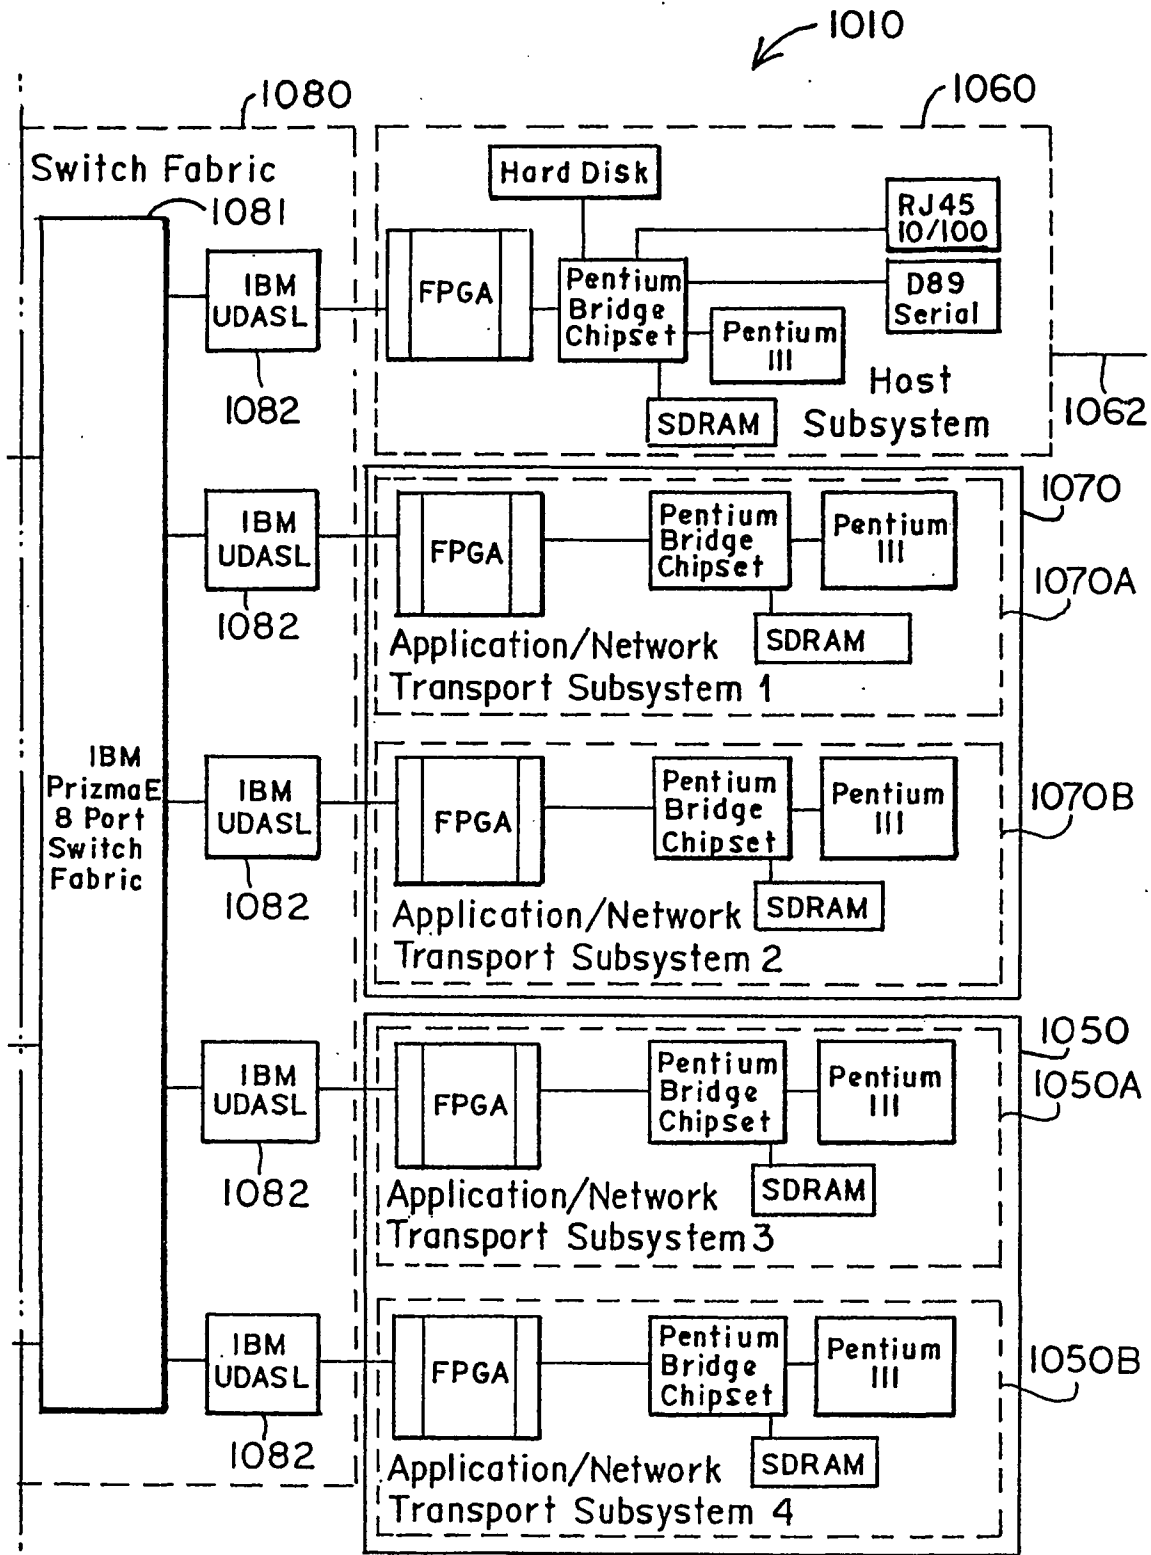 1010
1080
1060
Switch Fabric
1081
Hard Disk
RJ45
10/100
IBM
UDASL
FPGA
Pentium
Bridge
Chipset
D89
Serial
Pentium
III
1082
SDRAM
Host
Subsystem
1062
1070
IBM
UDASL
FPGA
Pentium
Bridge
Chipset
Pentium
III
1070A
1082
SDRAM
Application/Network
Transport Subsystem 1
IBM
PrizmaE
8 Port
Switch
Fabric
IBM
UDASL
FPGA
Pentium
Bridge
Chipset
Pentium
III
1070B
1082
SDRAM
Application/Network
Transport Subsystem 2
1050
IBM
UDASL
FPGA
Pentium
Bridge
Chipset
Pentium
III
1050A
1082
SDRAM
Application/Network
Transport Subsystem 3
IBM
UDASL
FPGA
Pentium
Bridge
Chipset
Pentium
III
1050B
1082
SDRAM
Application/Network
Transport Subsystem 4